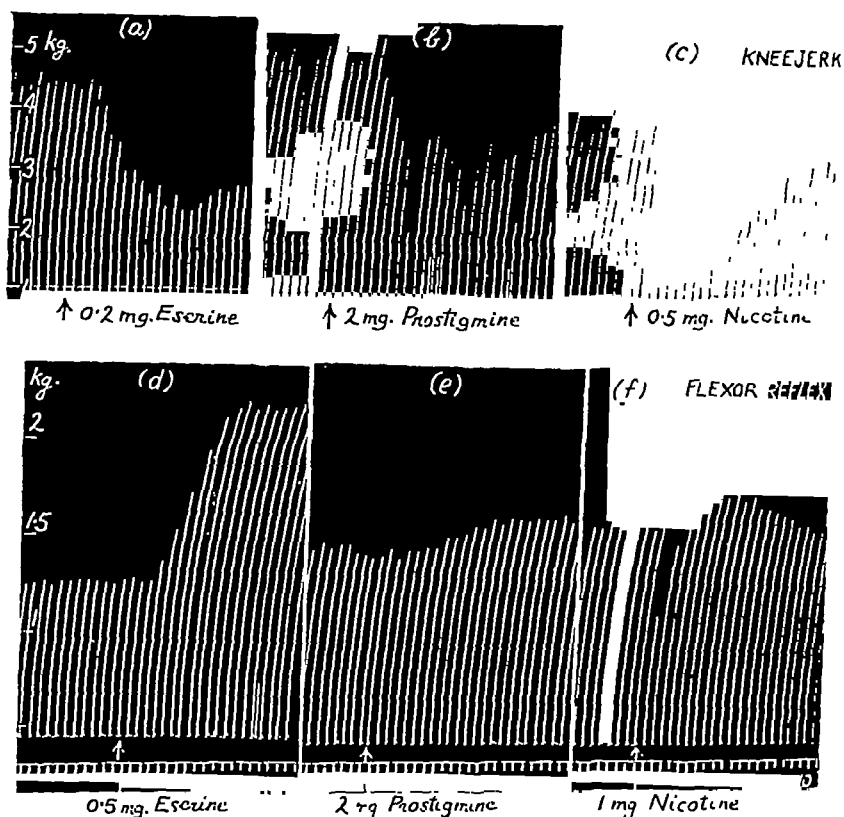 (a) (b) (c) KNEEJERK
5 kg.
4
3
2
↑ 0.2 mg. Eserine ↑ 2 mg. Prostigmine ↑ 0.5 mg. Nicotine
kg. (d) (e) (f) FLEXOR REFLEX
2
1.5
1
0.5 mg. Eserine 2 Prostigmine 1 mg Nicotine